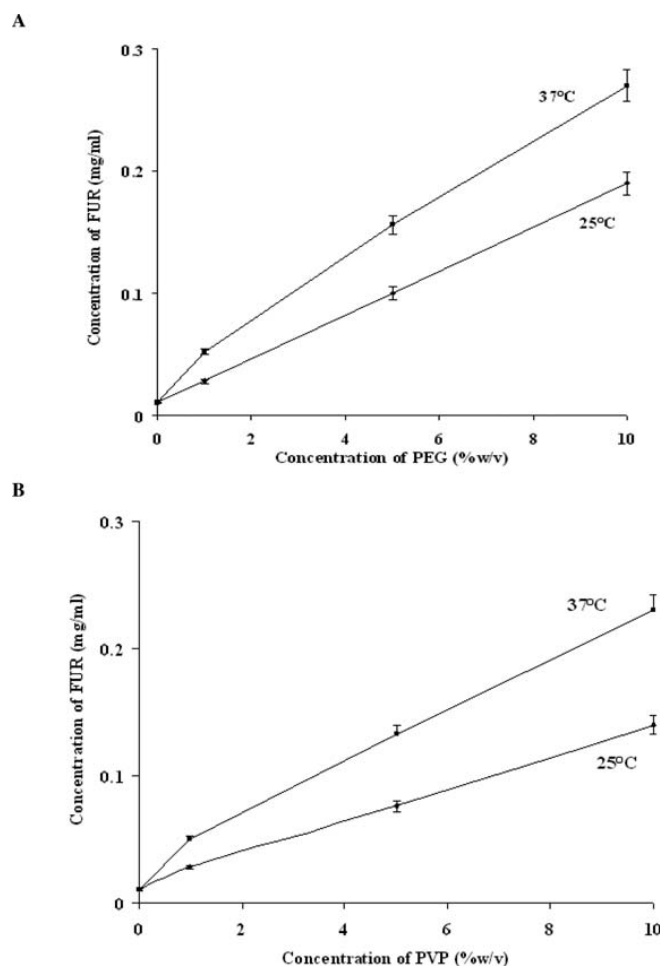 A
0.3
37°C
0.2
25°C
0.1
0
0 2 4 6 8 10
Concentration of FUR (mg/ml)
Concentration of PEG (%w/v)
B
0.3
37°C
0.2
25°C
0.1
0
0 2 4 6 8 10
Concentration of FUR (mg/ml)
Concentration of PVP (%w/v)